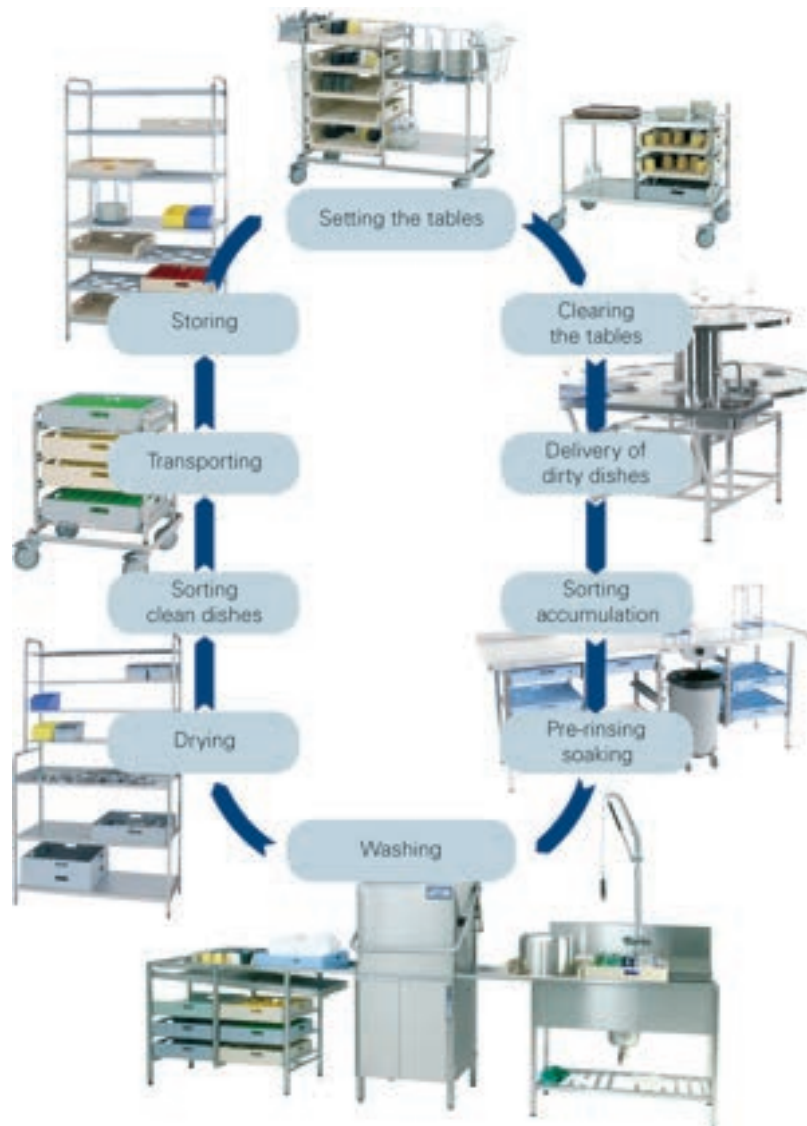 Setting the tables
Clearing
the tables
Delivery of
dirty dishes
Sorting
accumulation
Pre-rinsing
soaking
Washing
Drying
Sorting
clean dishes
Transporting
Storing